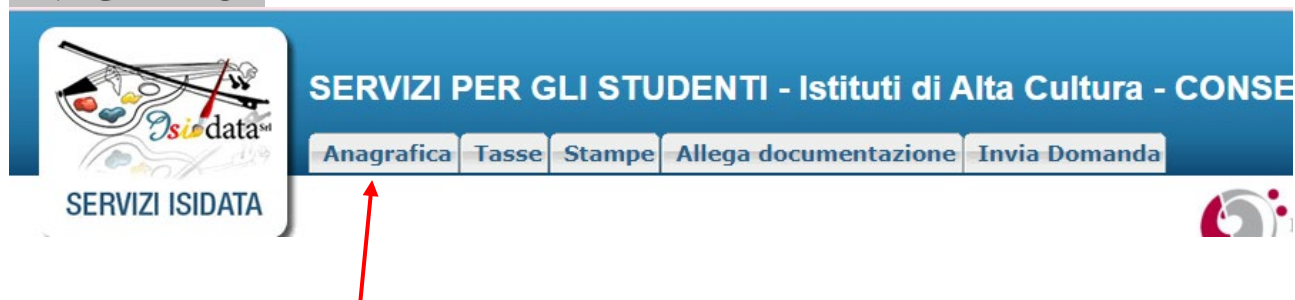 SERVIZI PER GLI STUDENTI - Istituti di Alta Cultura - CONSE
Isidata srl
Anagrafica Tasse Stampe Allega documentazione Invia Domanda
SERVIZI ISIDATA